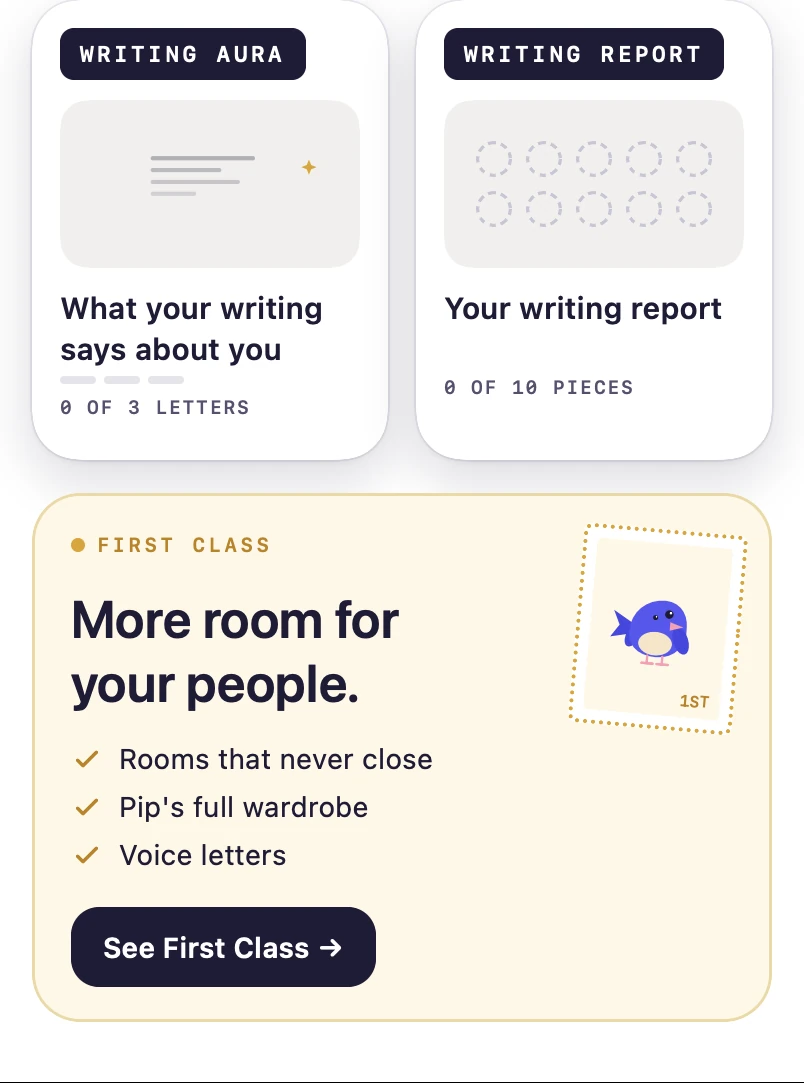 WRITING AURA
What your writing
says about you
0 OF 3 LETTERS
WRITING REPORT
Your writing report
0 OF 10 PIECES
FIRST CLASS
More room for
your people.
1ST
Rooms that never close
Pip's full wardrobe
Voice letters
See First Class →